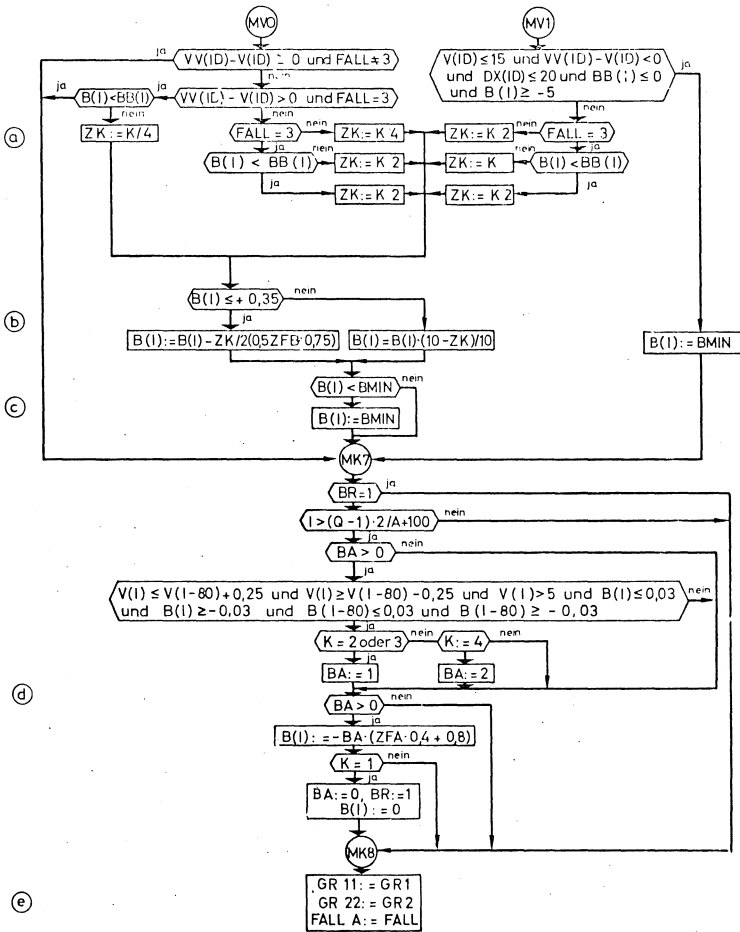 MV0
MV1
ja
VV(ID)-V(ID) ≥ 0 und FALL ≠ 3
nein
V(ID) ≤ 15 und VV(ID)-V(ID)<0
und DX(ID) ≤ 20 und BB(I) ≤ 0
und B(I) ≥ -5
ja
nein
ja
B(I)<BB(I)
ja
VV(ID)-V(ID)>0 und FALL=3
nein
nein
a
ZK:=K/4
FALL = 3
nein
ZK:=K 4
ZK:=K 2
nein
FALL = 3
ja
ja
B(I) < BB(I)
nein
ZK:=K 2
ZK:=K
nein
B(I)<BB(I)
ja
ja
ZK:=K 2
ZK:=K 2
B(I) ≤ + 0,35
nein
ja
b
B(I):=B(I)-ZK/2(0,5ZFB·0,75)
B(I)=B(I)·(10-ZK)/10
B(I):=BMIN
B(I)<BMIN
nein
ja
c
B(I):=BMIN
MK7
BR=1
ja
nein
I>(Q-1)·2/A+100
nein
ja
BA > 0
nein
ja
V(I) ≤ V(I-80)+0,25 und V(I) ≥ V(I-80)-0,25 und V(I)>5 und B(I) ≤ 0,03
und B(I) ≥ -0,03 und B(I-80) ≤ 0,03 und B(I-80) ≥ -0,03
nein
ja
K = 2 oder 3
nein
K:=4
nein
ja
ja
BA:=1
BA:=2
d
BA > 0
nein
ja
B(I):=-BA·(ZFA·0,4+0,8)
K = 1
nein
ja
BA:=0, BR:=1
B(I):=0
MK8
e
GR 11:= GR1
GR 22:= GR2
FALL A:= FALL